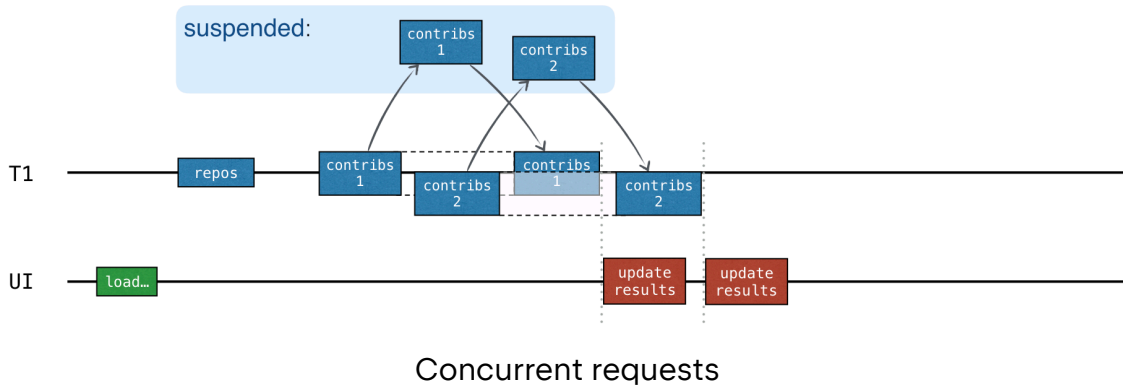 suspended:
contribs
1
contribs
2
T1
repos
contribs
1
contribs
2
contribs
1
contribs
2
UI
load…
update
results
update
results
Concurrent requests